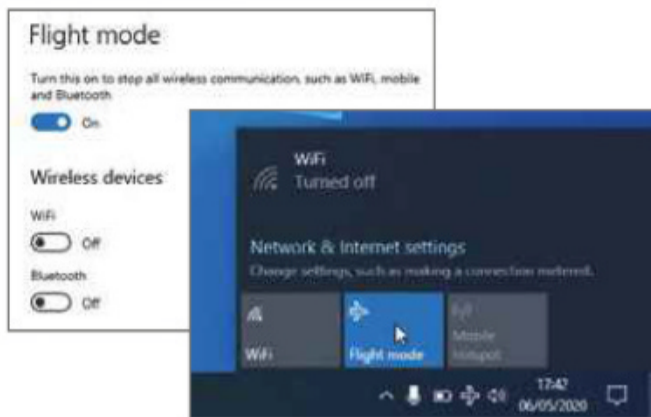 Flight mode
Turn this on to stop all wireless communication, such as WiFi, mobile
and Bluetooth
On
Wireless devices
WiFi
Off
Bluetooth
Off
WiFi
Turned off
Network & Internet settings
Change settings, such as making a connection metered.
WiFi
Flight mode
Mobile
Hotspot
17:42
06/05/2020